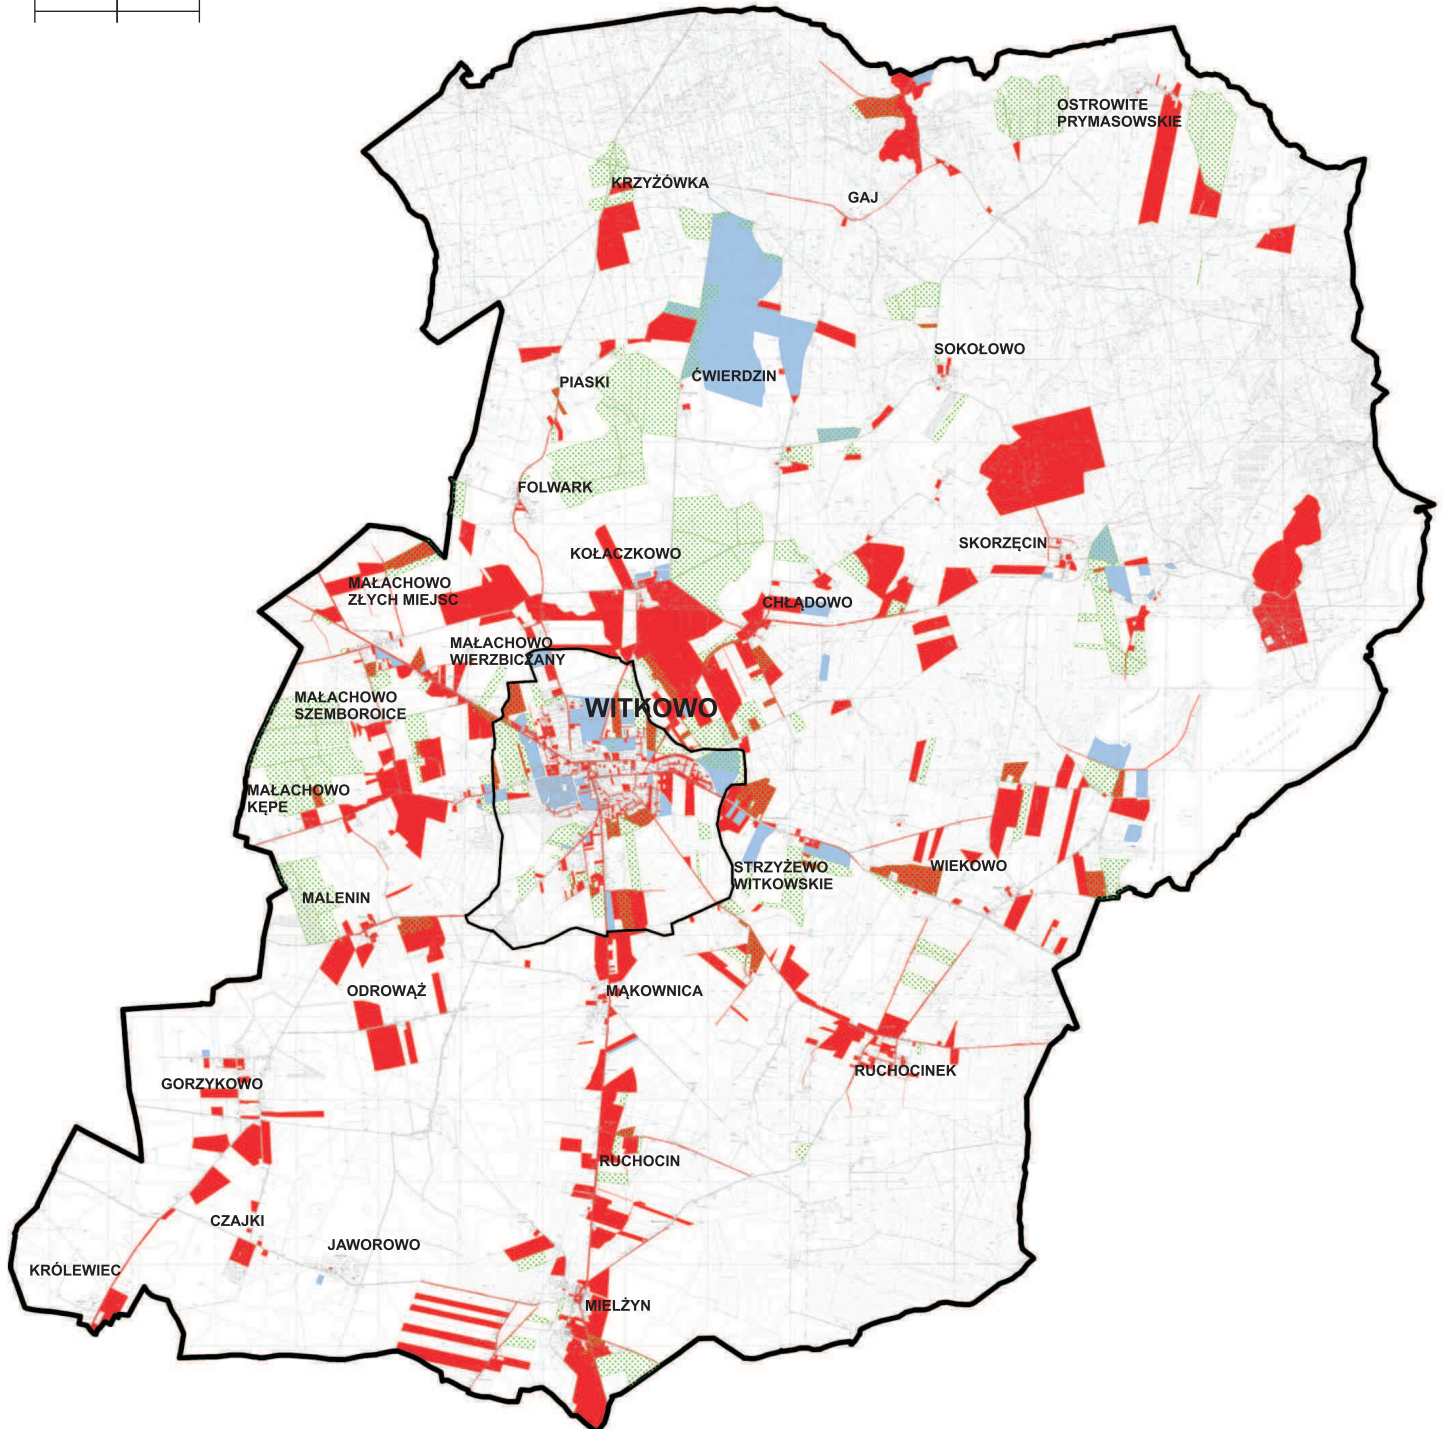 OSTROWITE
PRYMASOWSKIE
KRZYŻÓWKA
GAJ
SOKOŁOWO
ĆWIERDZIN
PIASKI
FOLWARK
SKORZĘCIN
KOŁACZKOWO
MAŁACHOWO
ZŁYCH MIEJSC
CHŁĄDOWO
MAŁACHOWO
WIERZBICZANY
MAŁACHOWO
SZEMBOROICE
WITKOWO
MAŁACHOWO
KĘPE
STRZYŻEWO
WITKOWSKIE
WIEKOWO
MALENIN
ODROWĄŻ
MĄKOWNICA
RUCHOCINEK
GORZYKOWO
RUCHOCIN
CZAJKI
JAWOROWO
KRÓLEWIEC
MIELŻYN